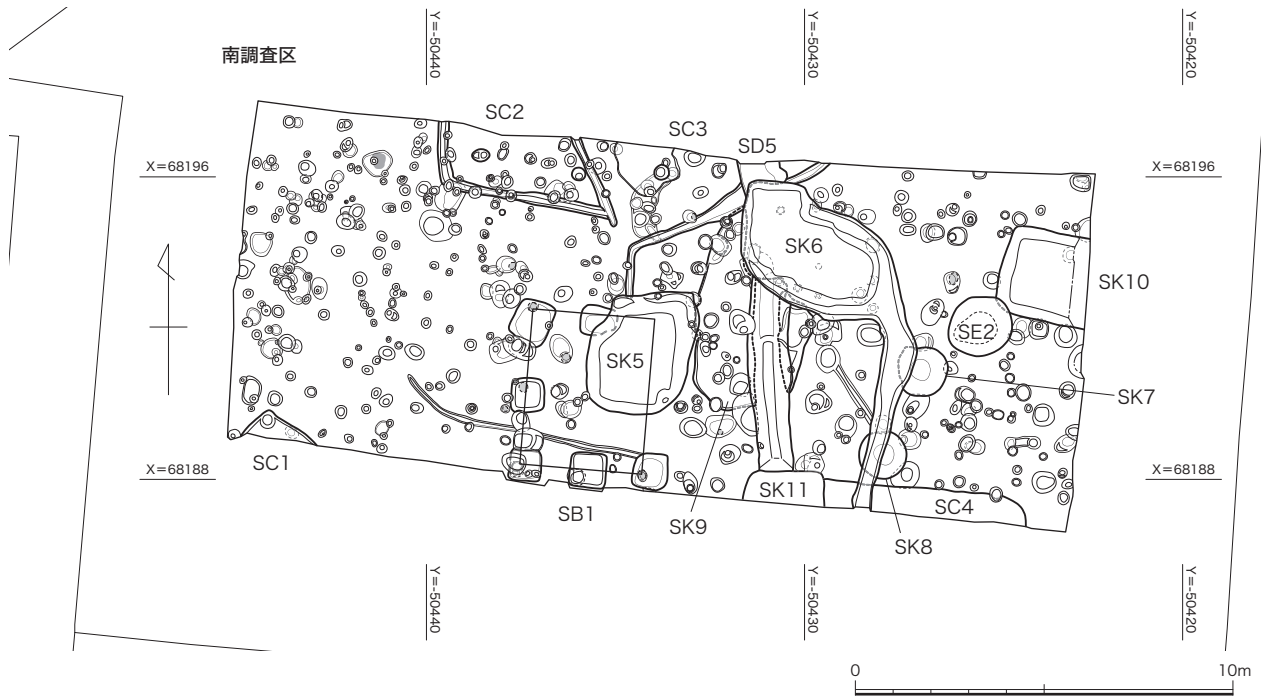 南調査区
Y=-50440
Y=-50430
Y=-50420
SC2
SC3
SD5
X=68196
X=68196
SK6
SK10
SE2
SK5
SK7
SC1
X=68188
X=68188
SK11
SC4
SB1
SK9
SK8
Y=-50440
Y=-50430
Y=-50420
0
10m